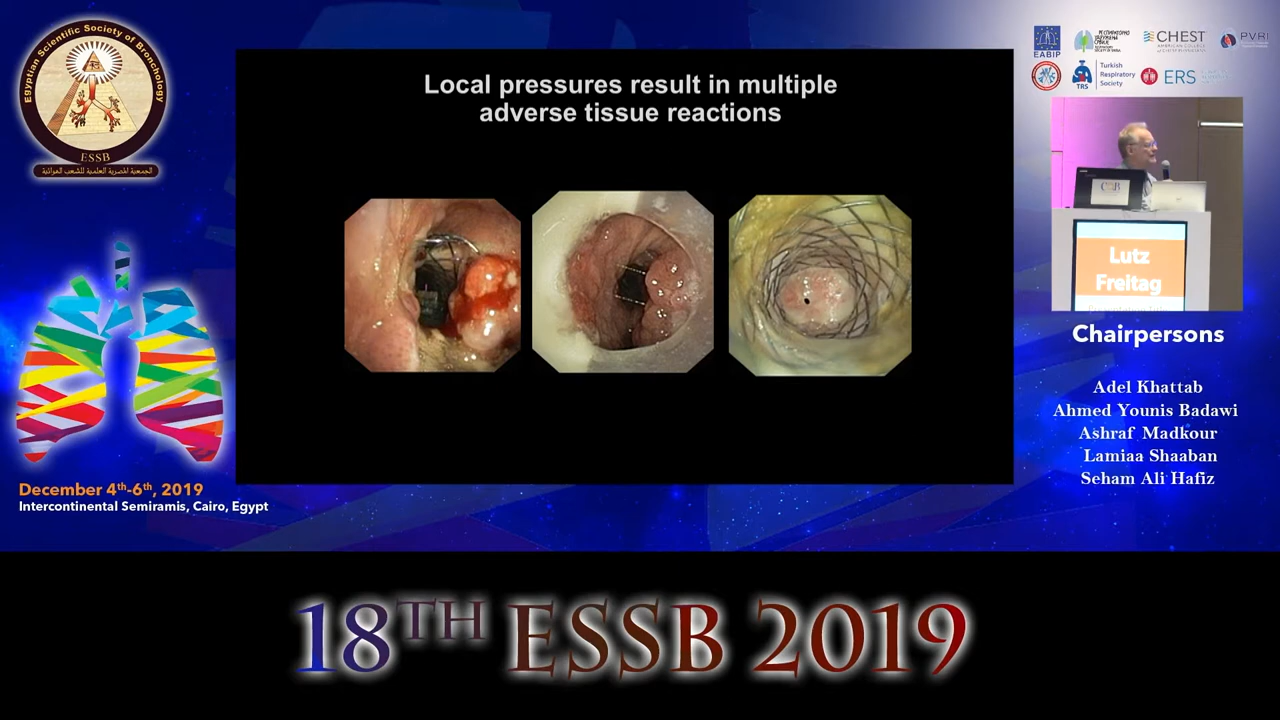 Egyptian Scientific Society of Bronchology
ESSB
الجمعية المصرية العلمية للشعب الهوائية
December 4th-6th, 2019
Intercontinental Semiramis, Cairo, Egypt
Local pressures result in multiple
adverse tissue reactions
EABIP
CHEST
PVRI
TRS
Turkish
Respiratory
Society
ERS
Lutz
Freitag
Chairpersons
Adel Khattab
Ahmed Younis Badawi
Ashraf Madkour
Lamiaa Shaaban
Seham Ali Hafiz
18TH ESSB 2019